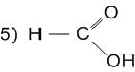 O
5) H — C
OH